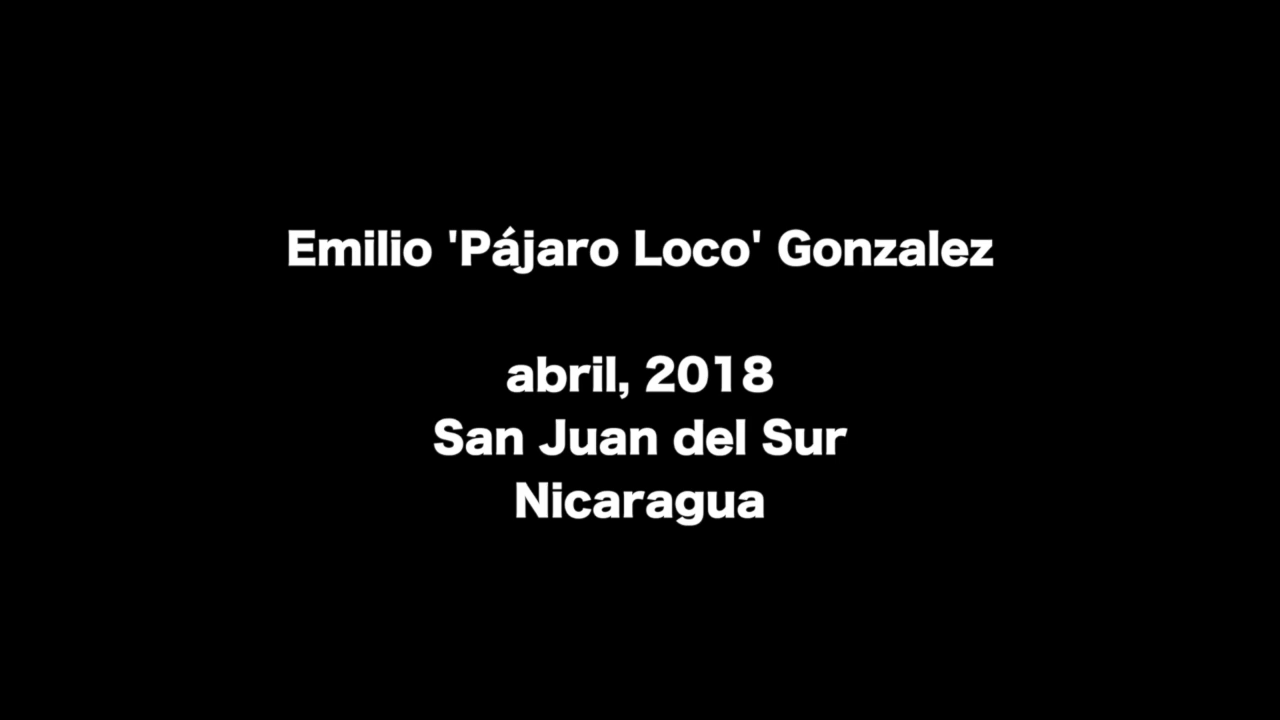 Emilio 'Pájaro Loco' Gonzalez
abril, 2018
San Juan del Sur
Nicaragua